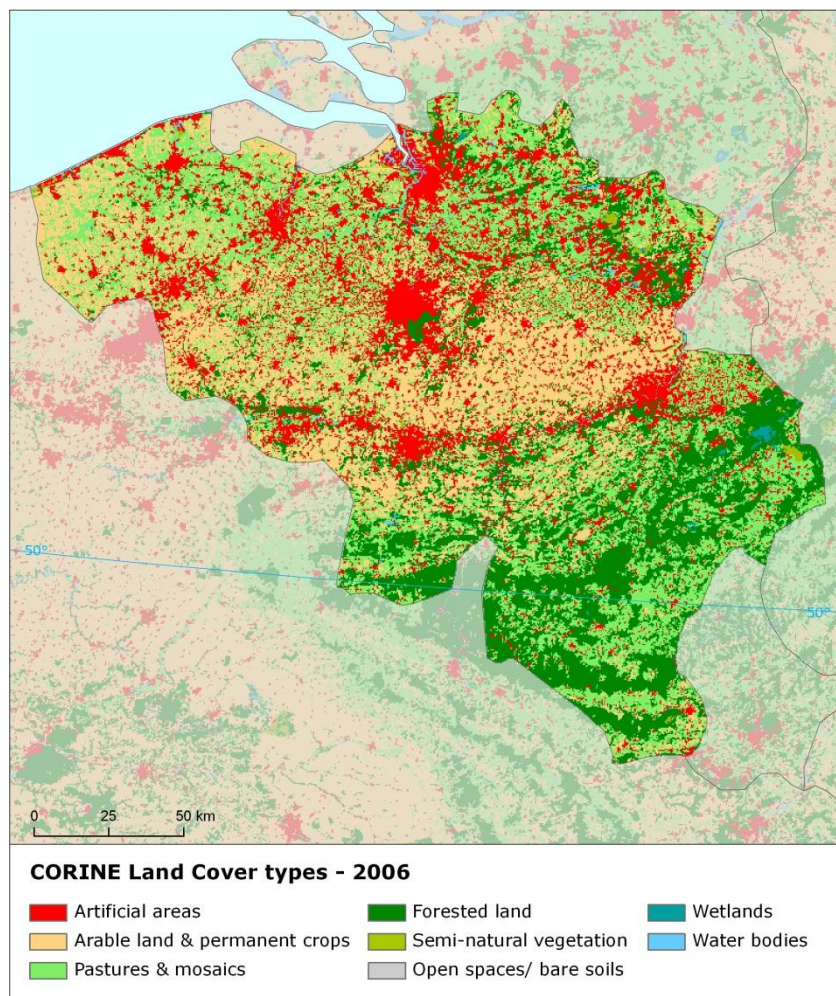 50°
50°
0 25 50 km
CORINE Land Cover types - 2006
Artificial areas
Arable land & permanent crops
Pastures & mosaics
Forested land
Semi-natural vegetation
Open spaces/ bare soils
Wetlands
Water bodies